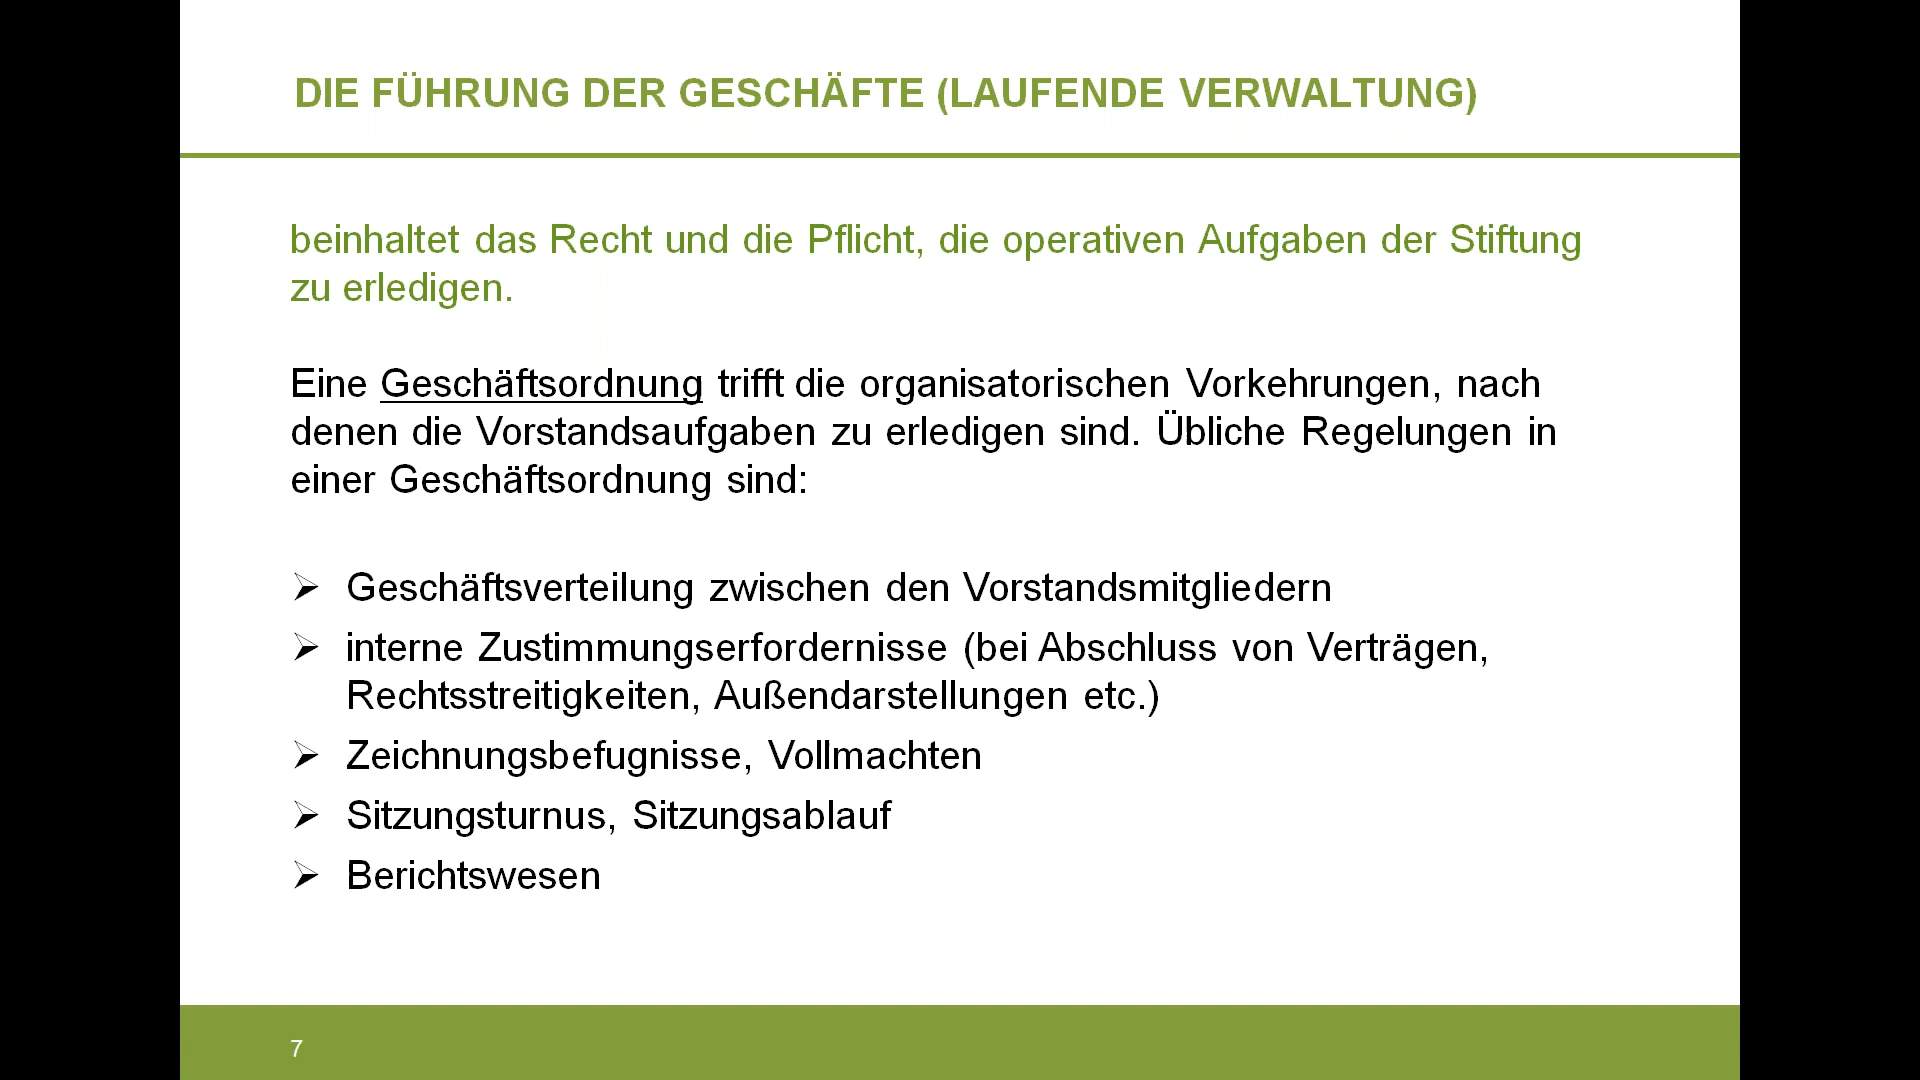 DIE FÜHRUNG DER GESCHÄFTE (LAUFENDE VERWALTUNG)
beinhaltet das Recht und die Pflicht, die operativen Aufgaben der Stiftung
zu erledigen.
Eine Geschäftsordnung trifft die organisatorischen Vorkehrungen, nach
denen die Vorstandsaufgaben zu erledigen sind. Übliche Regelungen in
einer Geschäftsordnung sind:
➢ Geschäftsverteilung zwischen den Vorstandsmitgliedern
➢ interne Zustimmungserfordernisse (bei Abschluss von Verträgen,
Rechtsstreitigkeiten, Außendarstellungen etc.)
➢ Zeichnungsbefugnisse, Vollmachten
➢ Sitzungsturnus, Sitzungsablauf
➢ Berichtswesen
7